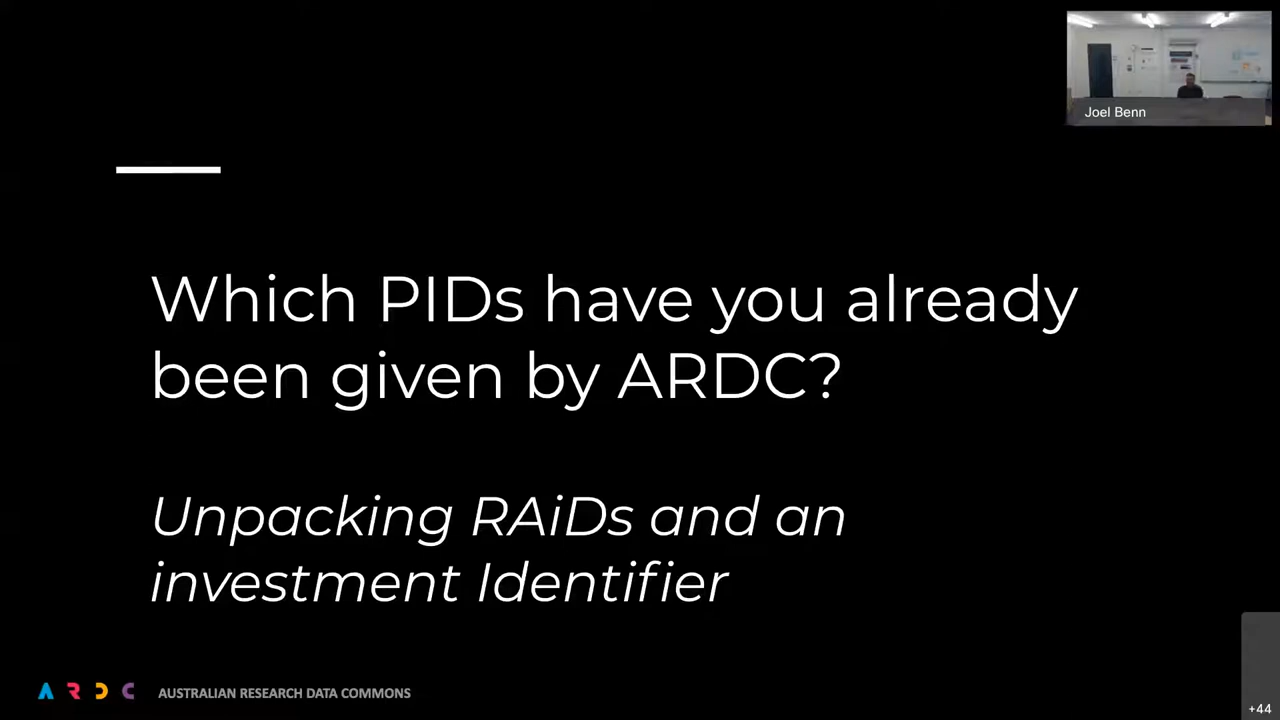 Joel Benn
Which PIDs have you already
been given by ARDC?
Unpacking RAiDs and an
investment Identifier
ARDC AUSTRALIAN RESEARCH DATA COMMONS
+44